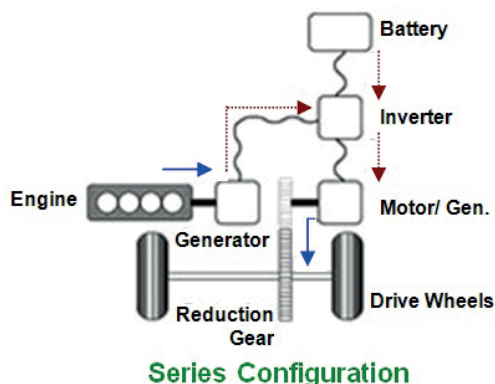 Battery
Inverter
Engine
Motor/ Gen.
Generator
Reduction
Gear
Drive Wheels
Series Configuration